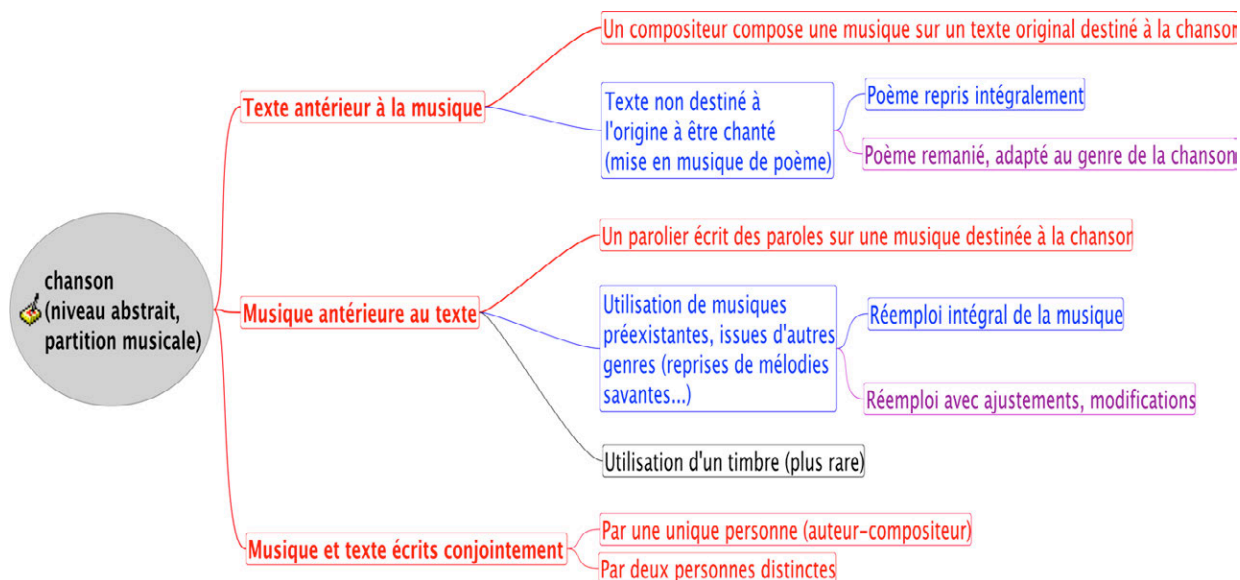 Un compositeur compose une musique sur un texte original destiné à la chanson
Texte antérieur à la musique
Texte non destiné à
l'origine à être chanté
(mise en musique de poème)
Poème repris intégralement
Poème remanié, adapté au genre de la chanson
Un parolier écrit des paroles sur une musique destinée à la chanson
chanson
(niveau abstrait,
partition musicale)
Musique antérieure au texte
Utilisation de musiques
préexistantes, issues d'autres
genres (reprises de mélodies
savantes...)
Réemploi intégral de la musique
Réemploi avec ajustements, modifications
Utilisation d'un timbre (plus rare)
Musique et texte écrits conjointement
Par une unique personne (auteur-compositeur)
Par deux personnes distinctes